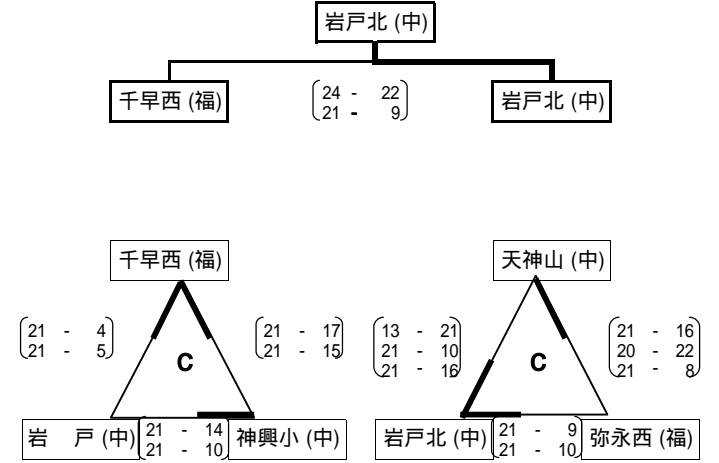 岩戸北 (中)
千早西 (福)
24 - 22
21 - 9
岩戸北 (中)
千早西 (福)
天神山 (中)
21 - 4
21 - 5
C
21 - 17
21 - 15
13 - 21
21 - 10
21 - 16
C
21 - 16
20 - 22
21 - 8
岩 戸 (中)
21 - 14
21 - 10
神興小 (中)
岩戸北 (中)
21 - 9
21 - 10
弥永西 (福)